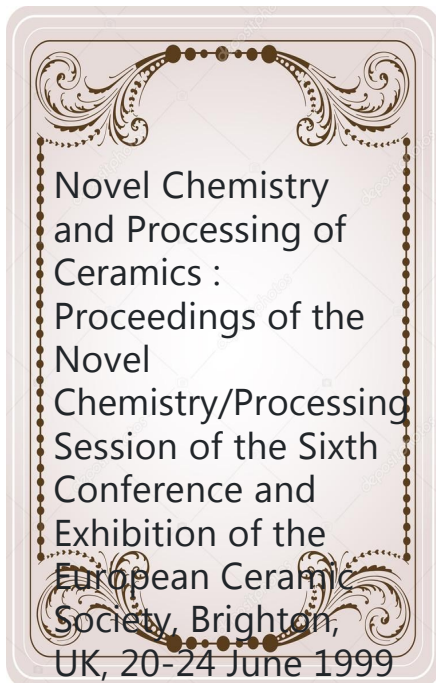 Novel Chemistry
and Processing of
Ceramics :
Proceedings of the
Novel
Chemistry/Processing
Session of the Sixth
Conference and
Exhibition of the
European Ceramic
Society, Brighton,
UK, 20-24 June 1999